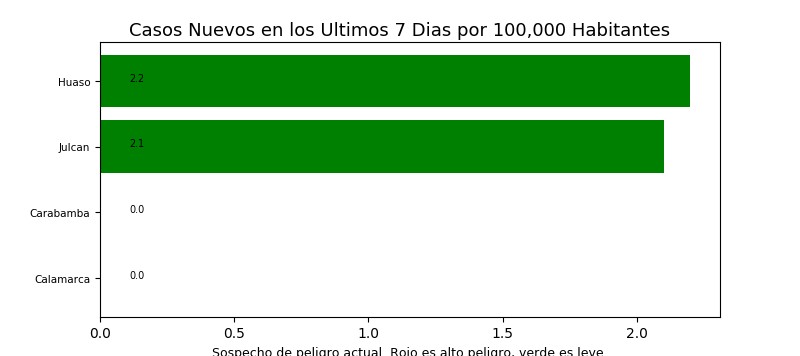 Casos Nuevos en los Ultimos 7 Dias por 100,000 Habitantes
Huaso 2.2
Julcan 2.1
Carabamba 0.0
Calamarca 0.0
0.0 0.5 1.0 1.5 2.0
Sospecho de peligro actual. Rojo es alto peligro, verde es leve